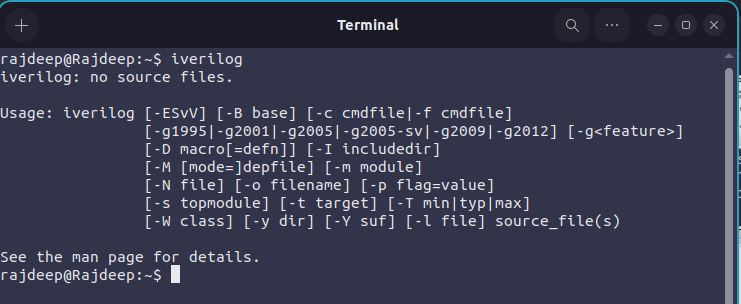 Terminal
rajdeep@Rajdeep:~$ iverilog
iverilog: no source files.
Usage: iverilog [-ESvV] [-B base] [-c cmdfile|-f cmdfile]
[-g1995|-g2001|-g2005|-g2005-sv|-g2009|-g2012] [-g<feature>]
[-D macro[=defn]] [-I includedir]
[-M [mode=]depfile] [-m module]
[-N file] [-o filename] [-p flag=value]
[-s topmodule] [-t target] [-T min|typ|max]
[-W class] [-y dir] [-Y suf] [-l file] source_file(s)
See the man page for details.
rajdeep@Rajdeep:~$